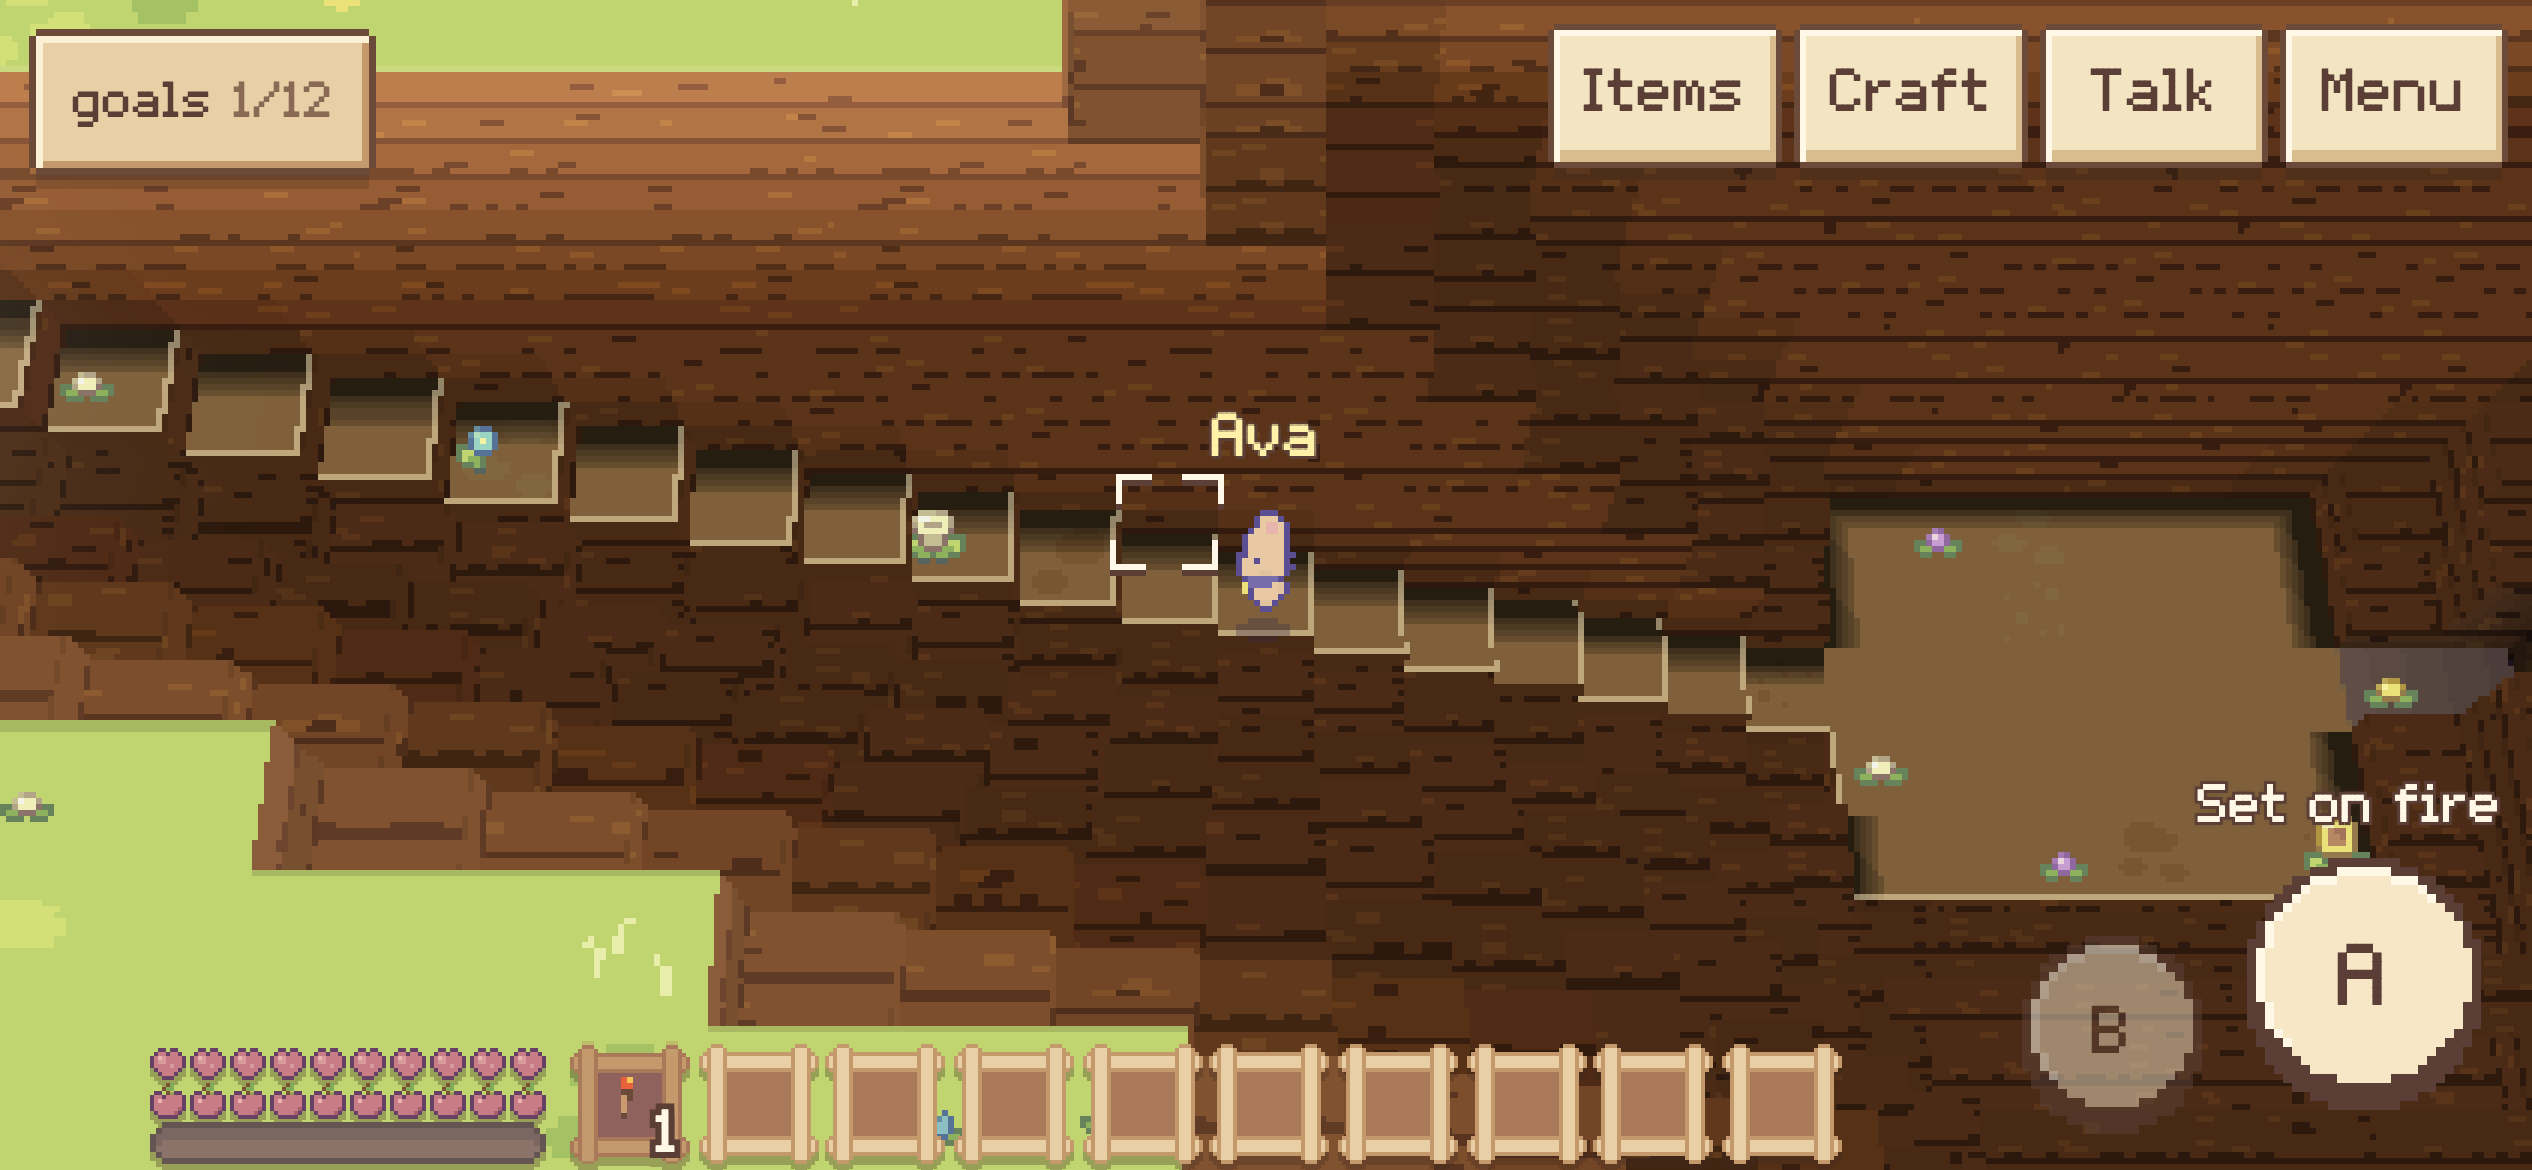 goals 1/12
Items
Craft
Talk
Menu
Ava
Set on fire
A
B
1